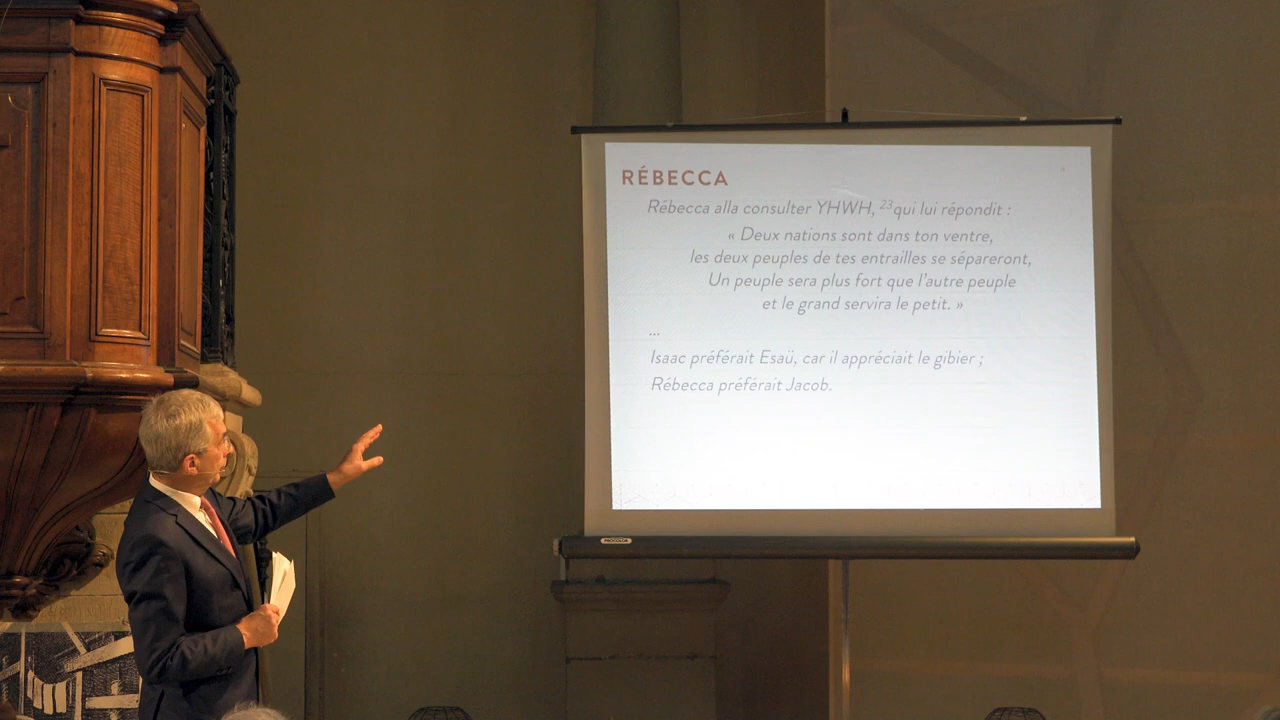 RÉBECCA
Rébecca alla consulter YHWH, ²³qui lui répondit :
« Deux nations sont dans ton ventre,
les deux peuples de tes entrailles se sépareront,
Un peuple sera plus fort que l’autre peuple
et le grand servira le petit. »
...
Isaac préférait Esaü, car il appréciait le gibier ;
Rébecca préférait Jacob.
PROCOLOR